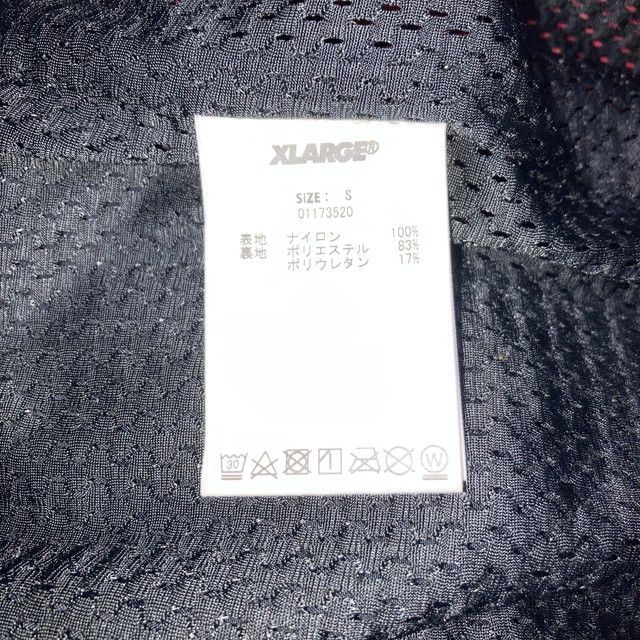 XLARGE®
SIZE: S
01173520
表地 ナイロン 100%
裏地 ポリエステル 83%
ポリウレタン 17%
30 W